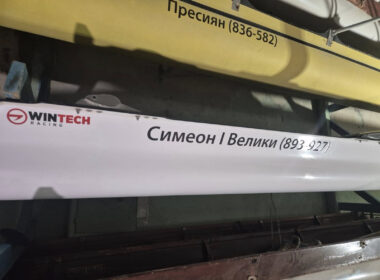 Пресиян (836-582)
WINTECH
RACING
Симеон I Велики (893-927)